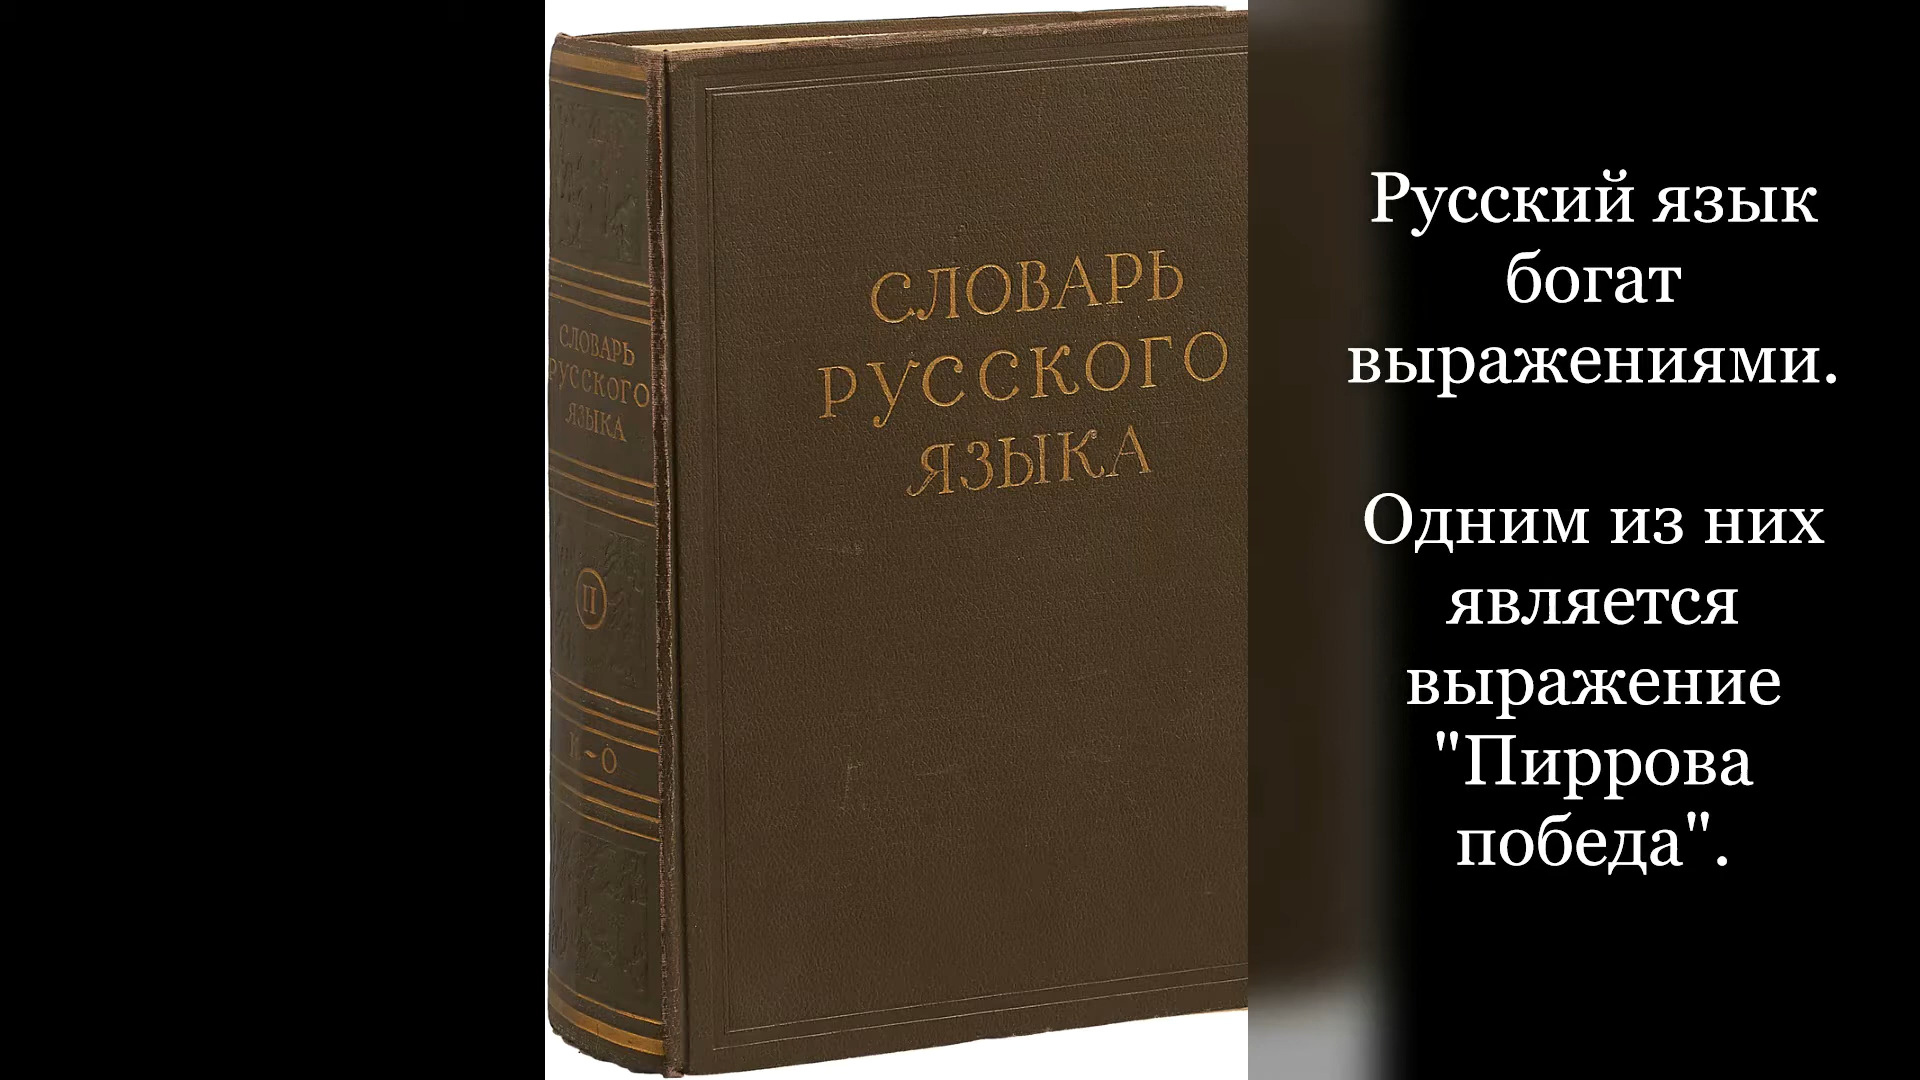 СЛОВАРЬ
РУССКОГО
ЯЗЫКА
II
К-О
СЛОВАРЬ
РУССКОГО
ЯЗЫКА
Русский язык
богат
выражениями.
Одним из них
является
выражение
"Пиррова
победа".